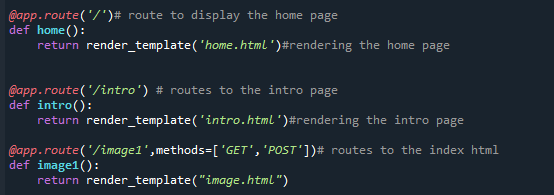 @app.route('/')# route to display the home page
def home():
    return render_template('home.html')#rendering the home page
@app.route('/intro') # routes to the intro page
def intro():
    return render_template('intro.html')#rendering the intro page
@app.route('/image1',methods=['GET','POST'])# routes to the index html
def image1():
    return render_template("image.html")